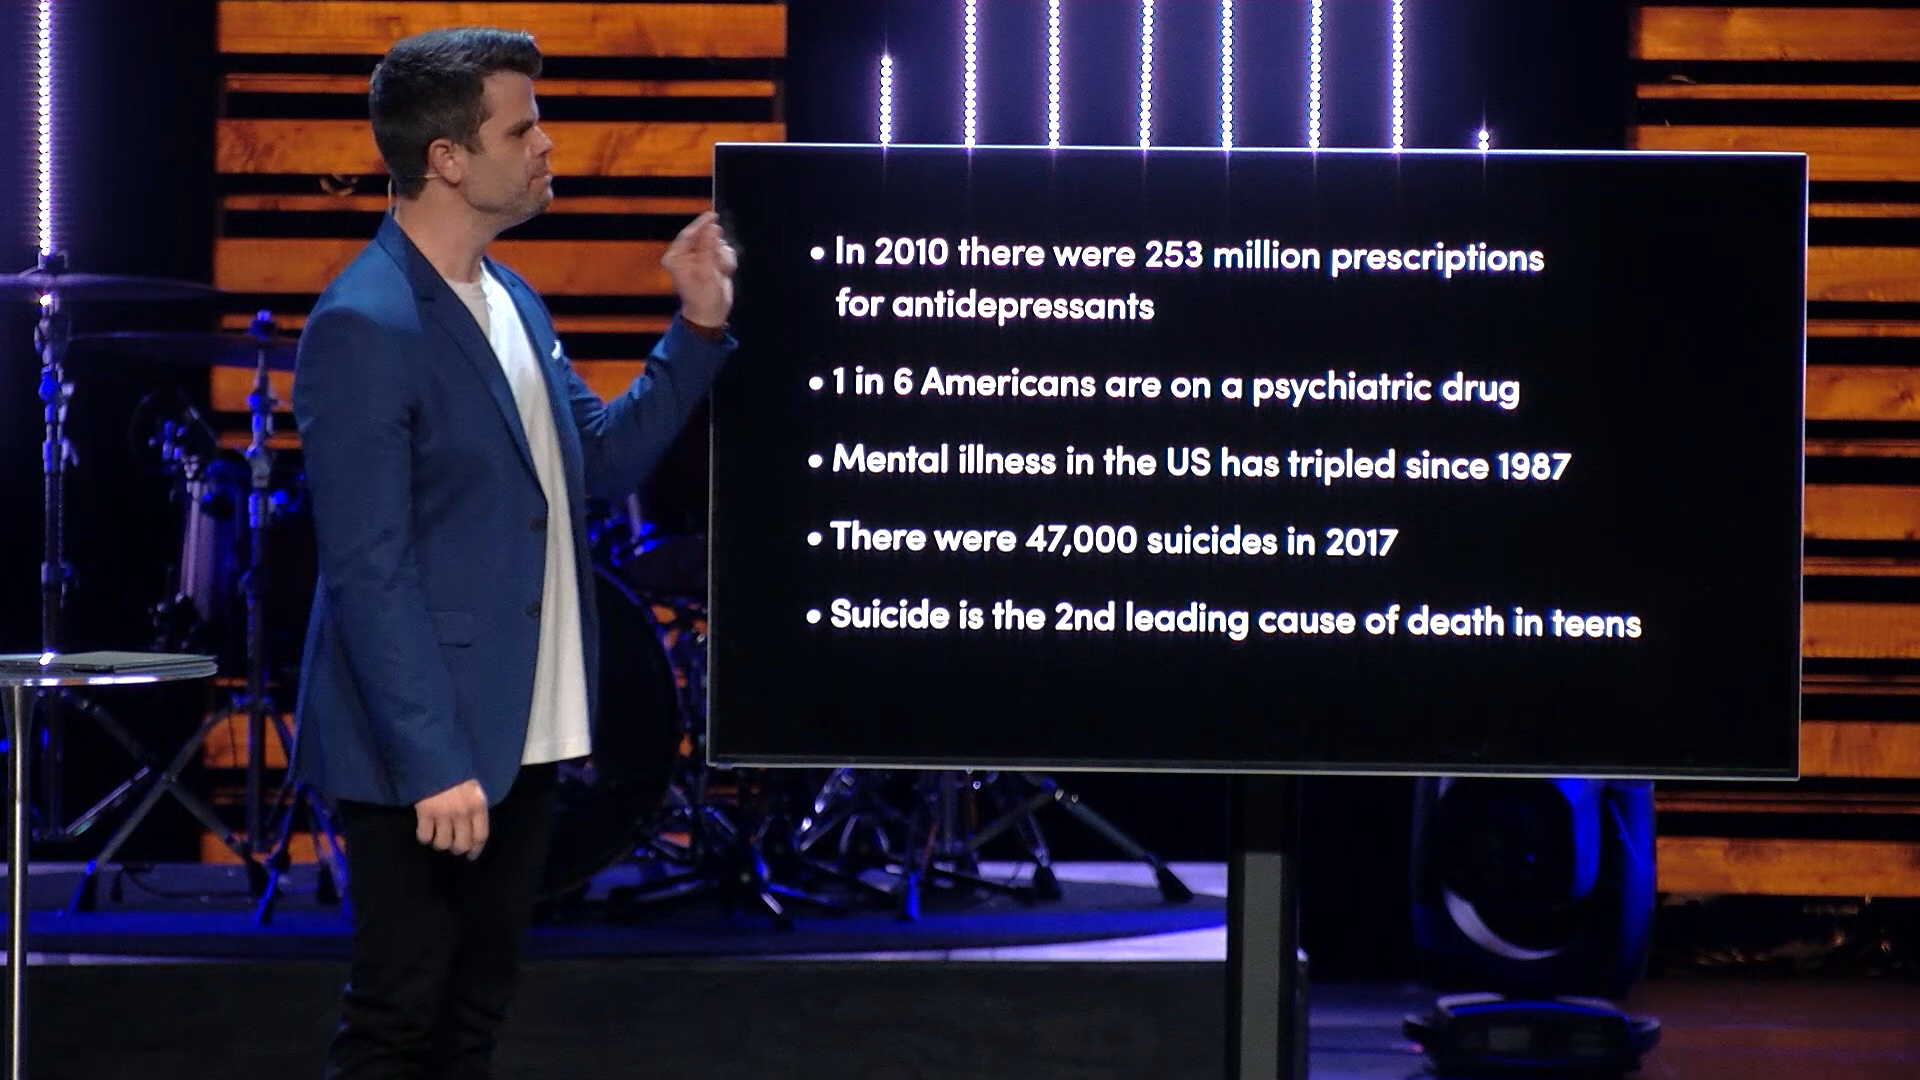 • In 2010 there were 253 million prescriptions
for antidepressants
• 1 in 6 Americans are on a psychiatric drug
• Mental illness in the US has tripled since 1987
• There were 47,000 suicides in 2017
• Suicide is the 2nd leading cause of death in teens